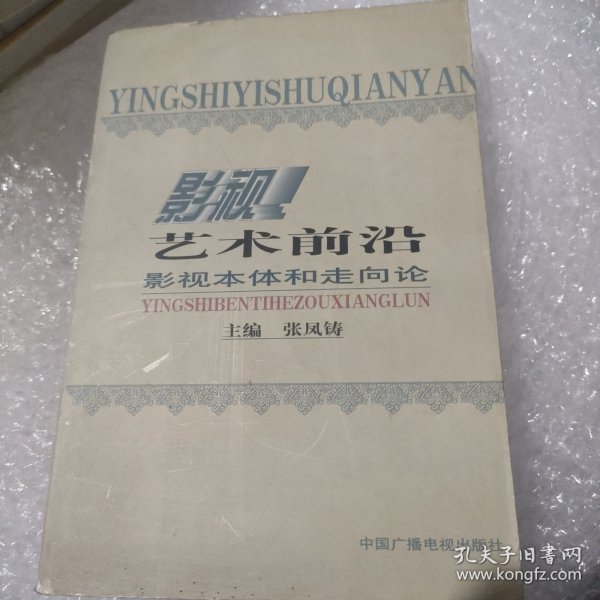 YINGSHIYISHUQIANYAN
影视
艺术前沿
影视本体和走向论
YINGSHIBENTIHEZOUXIANGLUN
主编 张凤铸
中国广播电视出版社
孔夫子旧书网
www.kongfz.com